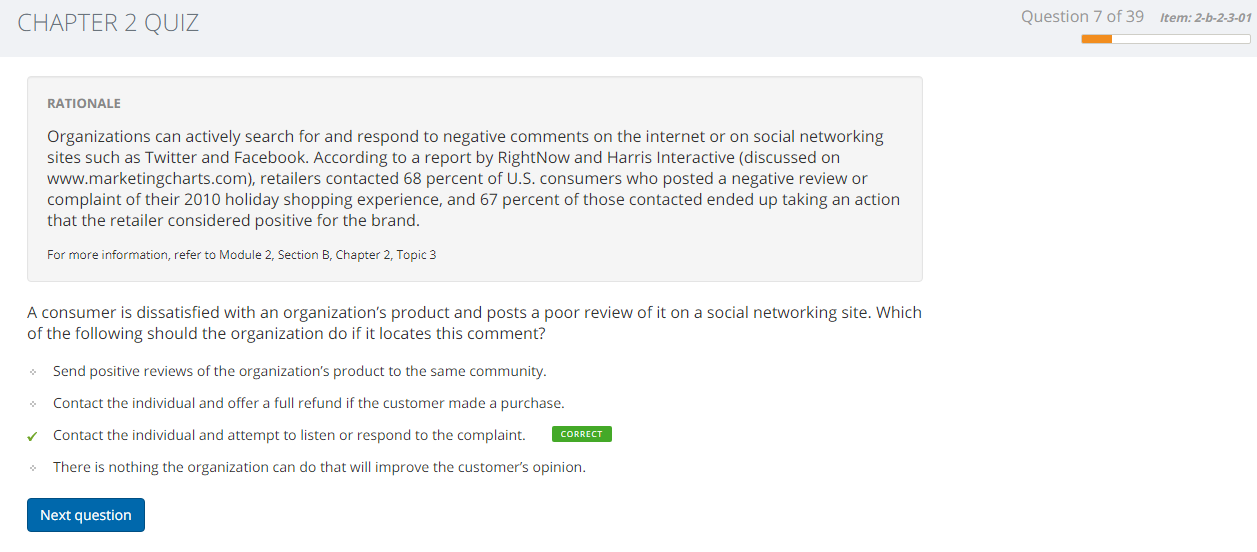 CHAPTER 2 QUIZ
Question 7 of 39 Item: 2-b-2-3-01
RATIONALE
Organizations can actively search for and respond to negative comments on the internet or on social networking
sites such as Twitter and Facebook. According to a report by RightNow and Harris Interactive (discussed on
www.marketingcharts.com), retailers contacted 68 percent of U.S. consumers who posted a negative review or
complaint of their 2010 holiday shopping experience, and 67 percent of those contacted ended up taking an action
that the retailer considered positive for the brand.
For more information, refer to Module 2, Section B, Chapter 2, Topic 3
A consumer is dissatisfied with an organization's product and posts a poor review of it on a social networking site. Which
of the following should the organization do if it locates this comment?
Send positive reviews of the organization's product to the same community.
Contact the individual and offer a full refund if the customer made a purchase.
Contact the individual and attempt to listen or respond to the complaint. CORRECT
There is nothing the organization can do that will improve the customer's opinion.
Next question